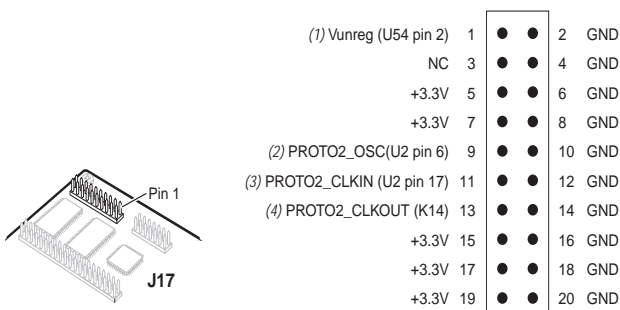 (1) Vunreg (U54 pin 2) 1 2 GND
NC 3 4 GND
+3.3V 5 6 GND
+3.3V 7 8 GND
(2) PROTO2_OSC(U2 pin 6) 9 10 GND
(3) PROTO2_CLKIN (U2 pin 17) 11 12 GND
(4) PROTO2_CLKOUT (K14) 13 14 GND
+3.3V 15 16 GND
+3.3V 17 18 GND
+3.3V 19 20 GND
Pin 1
J17